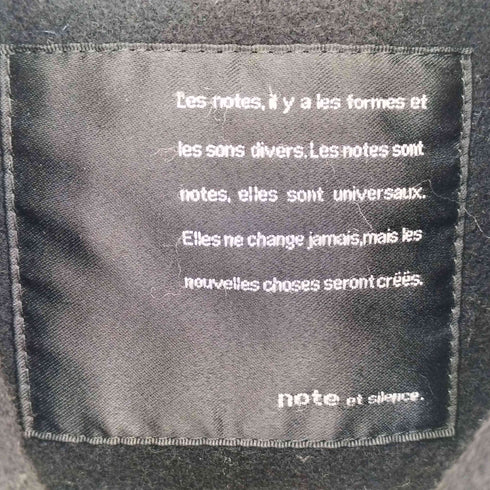 Les notes, il y a les formes et
les sons divers. Les notes sont
notes, elles sont universaux.
Elles ne change jamais, mais les
nouvelles choses seront créés.
note et silence.